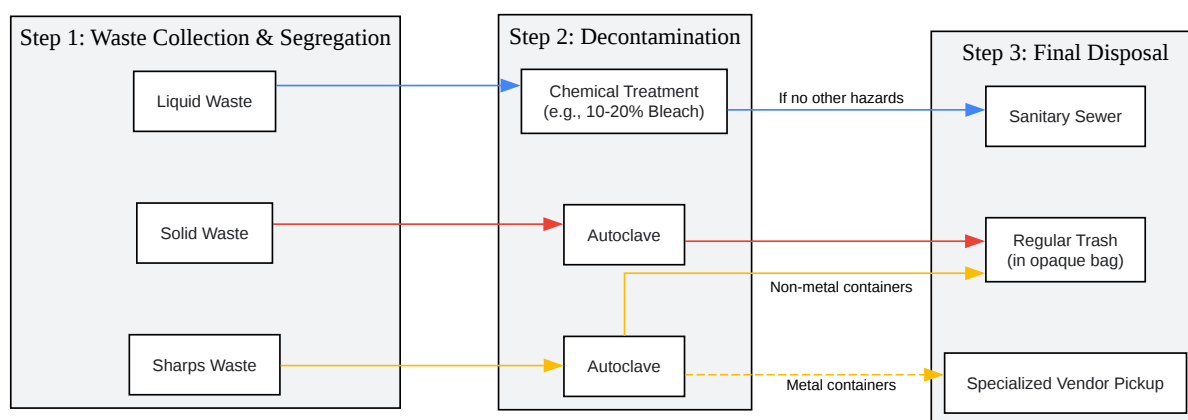 Step 1: Waste Collection & Segregation
Liquid Waste
Solid Waste
Sharps Waste
Step 2: Decontamination
Chemical Treatment
(e.g., 10-20% Bleach)
Autoclave
Autoclave
If no other hazards
Non-metal containers
Metal containers
Step 3: Final Disposal
Sanitary Sewer
Regular Trash
(in opaque bag)
Specialized Vendor Pickup